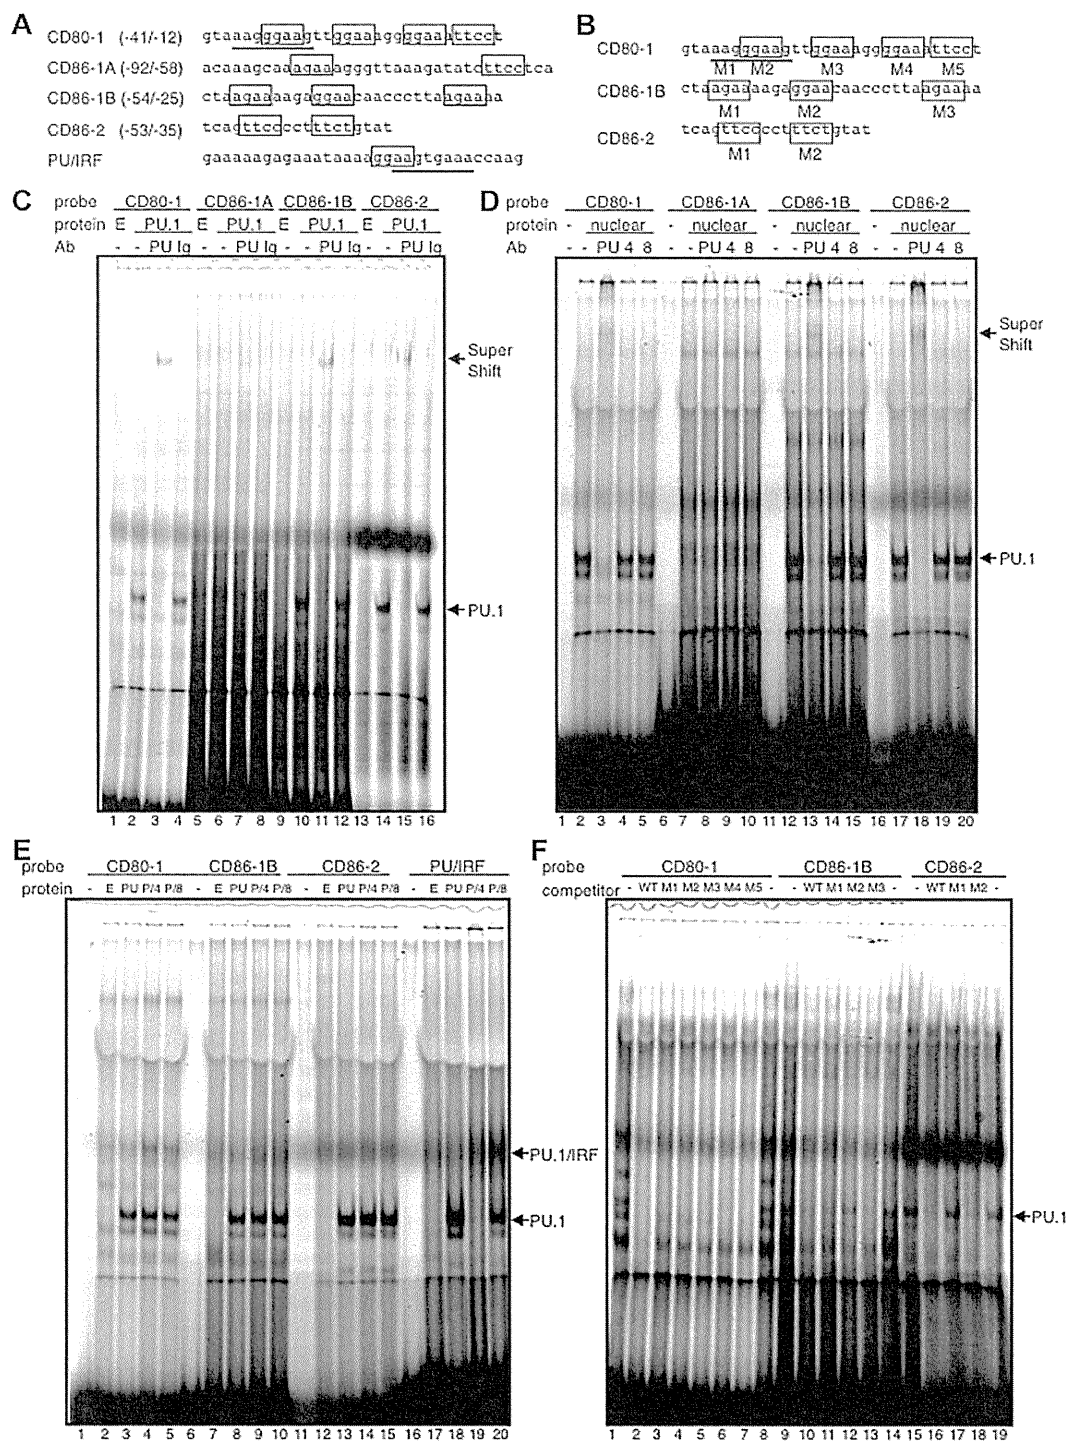 A
CD80-1 (-41/-12) gtaaagggaagttggaaaggggaaattcct
CD86-1A (-92/-58) acaaagcaaagaaagggttaaagatatcttcctca
CD86-1B (-54/-25) ctaagaaaagaggaacaacccttaagaaaa
CD86-2 (-53/-35) tcagttcccctttctgtat
PU/IRF gaaaaagagaaataaaaggaagtgaaaccaag
B
CD80-1 gtaaagggaagttggaaaggggaaattcct
M1 M2 M3 M4 M5
CD86-1B ctaagaaaagaggaacaacccttaagaaaa
M1 M2 M3
CD86-2 tcagttcccctttctgtat
M1 M2
C
probe CD80-1 CD86-1A CD86-1B CD86-2
protein E PU.1 E PU.1 E PU.1 E PU.1
Ab - - PU Ig - - PU Ig - - PU Ig - - PU Ig
Super Shift
PU.1
1 2 3 4 5 6 7 8 9 10 11 12 13 14 15 16
D
probe CD80-1 CD86-1A CD86-1B CD86-2
protein - nuclear - nuclear - nuclear - nuclear
Ab - - PU 4 8 - - PU 4 8 - - PU 4 8 - - PU 4 8
Super Shift
PU.1
1 2 3 4 5 6 7 8 9 10 11 12 13 14 15 16 17 18 19 20
E
probe CD80-1 CD86-1B CD86-2 PU/IRF
protein - E PU P/4 P/8 - E PU P/4 P/8 - E PU P/4 P/8 - E PU P/4 P/8
PU.1/IRF
PU.1
1 2 3 4 5 6 7 8 9 10 11 12 13 14 15 16 17 18 19 20
F
probe CD80-1 CD86-1B CD86-2
competitor - WT M1 M2 M3 M4 M5 - - WT M1 M2 M3 - - WT M1 M2 -
PU.1
1 2 3 4 5 6 7 8 9 10 11 12 13 14 15 16 17 18 19